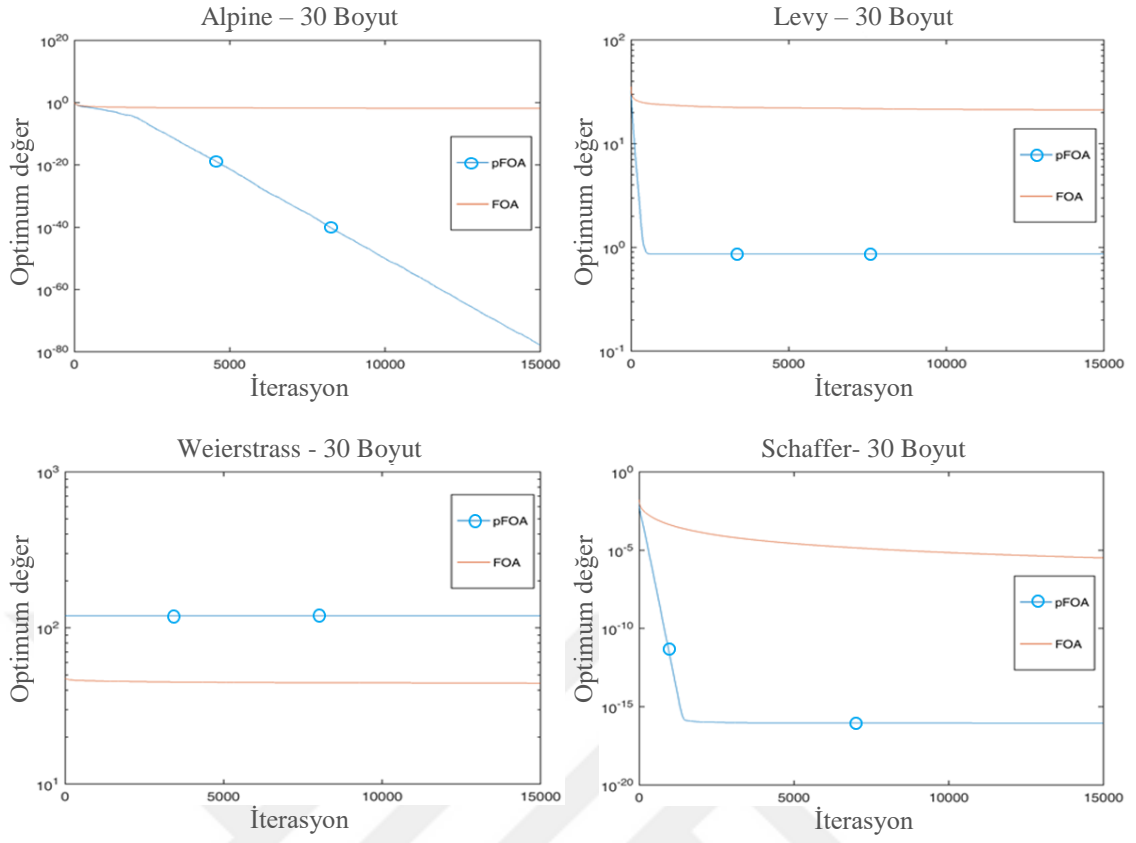 Alpine – 30 Boyut
10^20
10^0
10^-20
10^-40
10^-60
10^-80
0
5000
10000
15000
Optimum değer
İterasyon
pFOA
FOA
Levy – 30 Boyut
10^2
10^1
10^0
10^-1
0
5000
10000
15000
Optimum değer
İterasyon
pFOA
FOA
Weierstrass - 30 Boyut
10^3
10^2
10^1
0
5000
10000
15000
Optimum değer
İterasyon
pFOA
FOA
Schaffer- 30 Boyut
10^0
10^-5
10^-10
10^-15
10^-20
0
5000
10000
15000
Optimum değer
İterasyon
pFOA
FOA